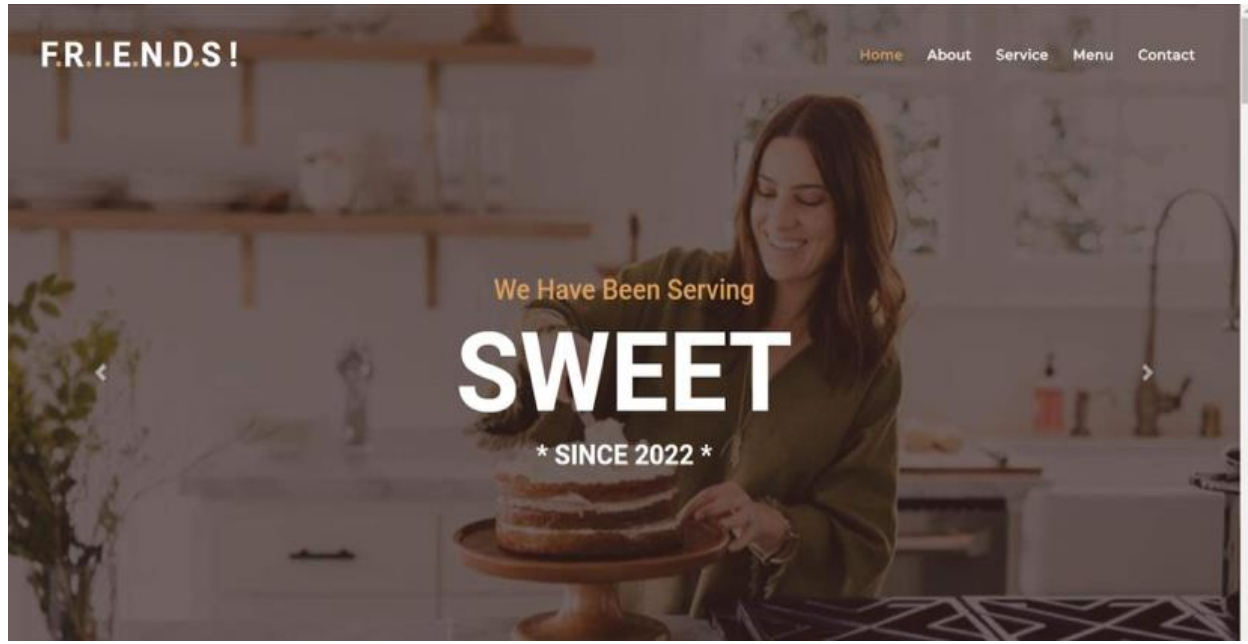 F.R.I.E.N.D.S !
Home About Service Menu Contact
We Have Been Serving
SWEET
* SINCE 2022 *